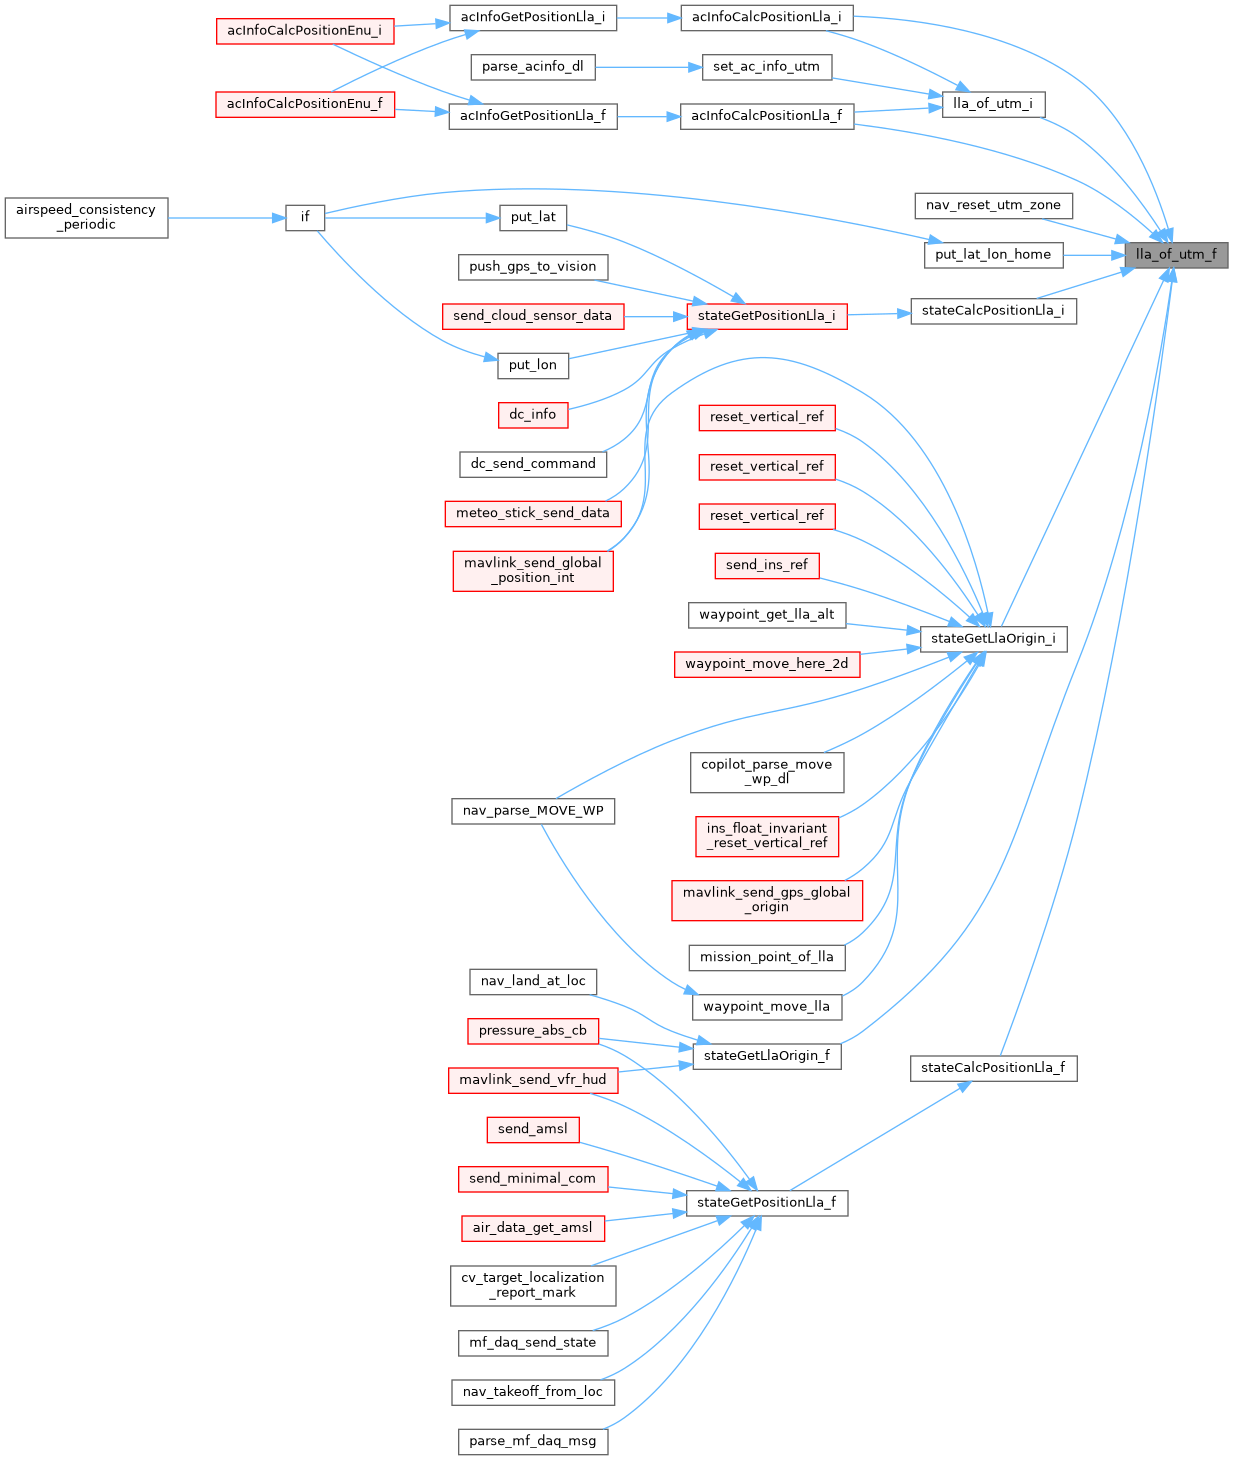 acInfoGetPositionLla_i
acInfoCalcPositionLla_i
acInfoCalcPositionEnu_i
parse_acinfo_dl
set_ac_info_utm
acInfoCalcPositionEnu_f
lla_of_utm_i
acInfoGetPositionLla_f
acInfoCalcPositionLla_f
airspeed_consistency
_periodic
if
put_lat
nav_reset_utm_zone
put_lat_lon_home
lla_of_utm_f
push_gps_to_vision
send_cloud_sensor_data
stateGetPositionLla_i
stateCalcPositionLla_i
put_lon
dc_info
reset_vertical_ref
dc_send_command
reset_vertical_ref
meteo_stick_send_data
reset_vertical_ref
mavlink_send_global
_position_int
send_ins_ref
waypoint_get_lla_alt
stateGetLlaOrigin_i
waypoint_move_here_2d
copilot_parse_move
_wp_dl
nav_parse_MOVE_WP
ins_float_invariant
_reset_vertical_ref
mavlink_send_gps_global
_origin
mission_point_of_lla
nav_land_at_loc
waypoint_move_lla
pressure_abs_cb
stateGetLlaOrigin_f
stateCalcPositionLla_f
mavlink_send_vfr_hud
send_amsl
send_minimal_com
stateGetPositionLla_f
air_data_get_amsl
cv_target_localization
_report_mark
mf_daq_send_state
nav_takeoff_from_loc
parse_mf_daq_msg